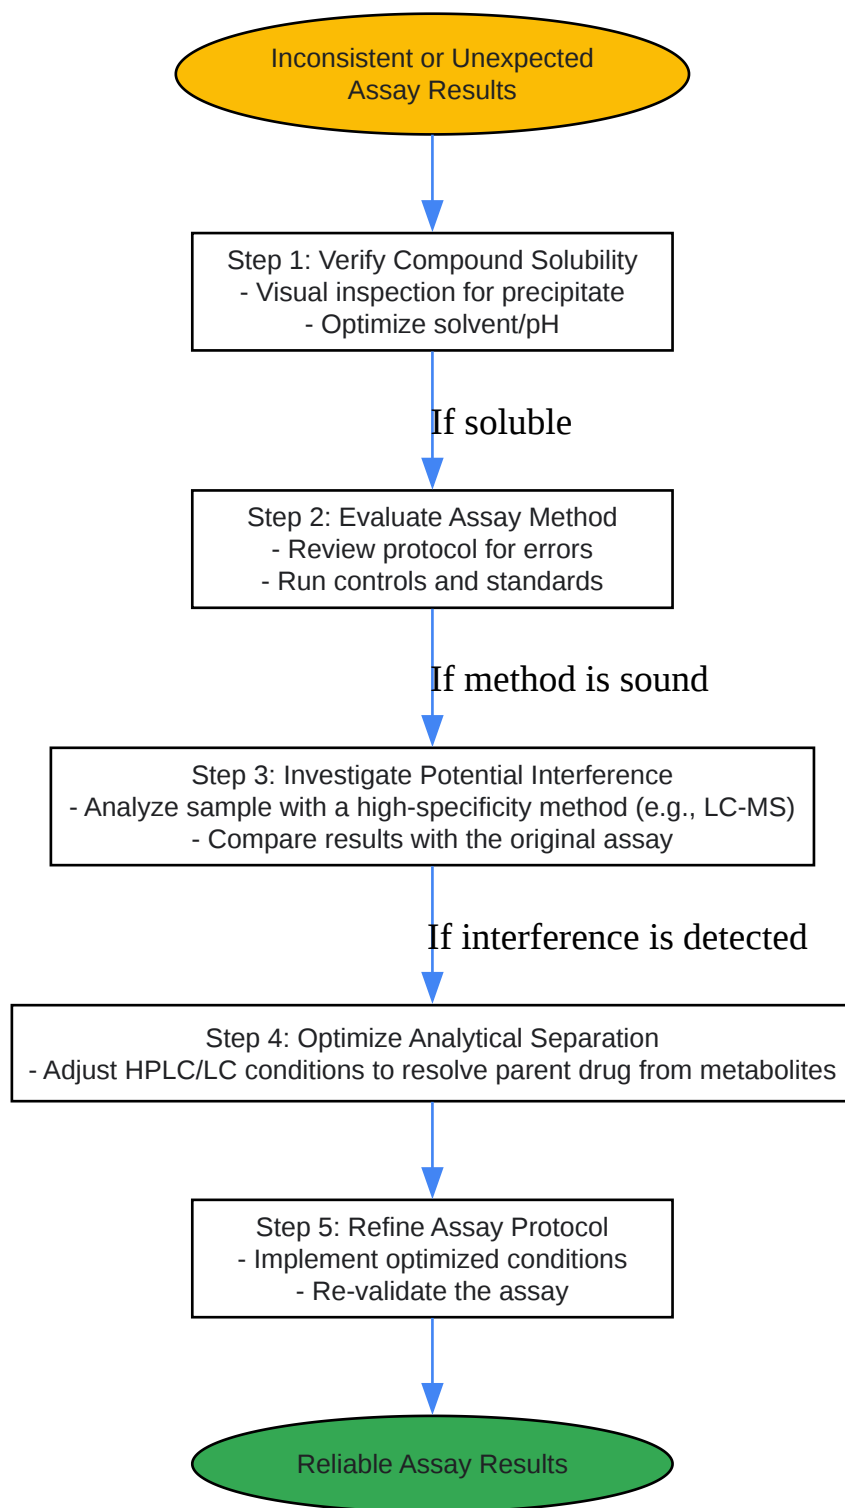 Inconsistent or Unexpected
Assay Results
Step 1: Verify Compound Solubility
- Visual inspection for precipitate
- Optimize solvent/pH
If soluble
Step 2: Evaluate Assay Method
- Review protocol for errors
- Run controls and standards
If method is sound
Step 3: Investigate Potential Interference
- Analyze sample with a high-specificity method (e.g., LC-MS)
- Compare results with the original assay
If interference is detected
Step 4: Optimize Analytical Separation
- Adjust HPLC/LC conditions to resolve parent drug from metabolites
Step 5: Refine Assay Protocol
- Implement optimized conditions
- Re-validate the assay
Reliable Assay Results